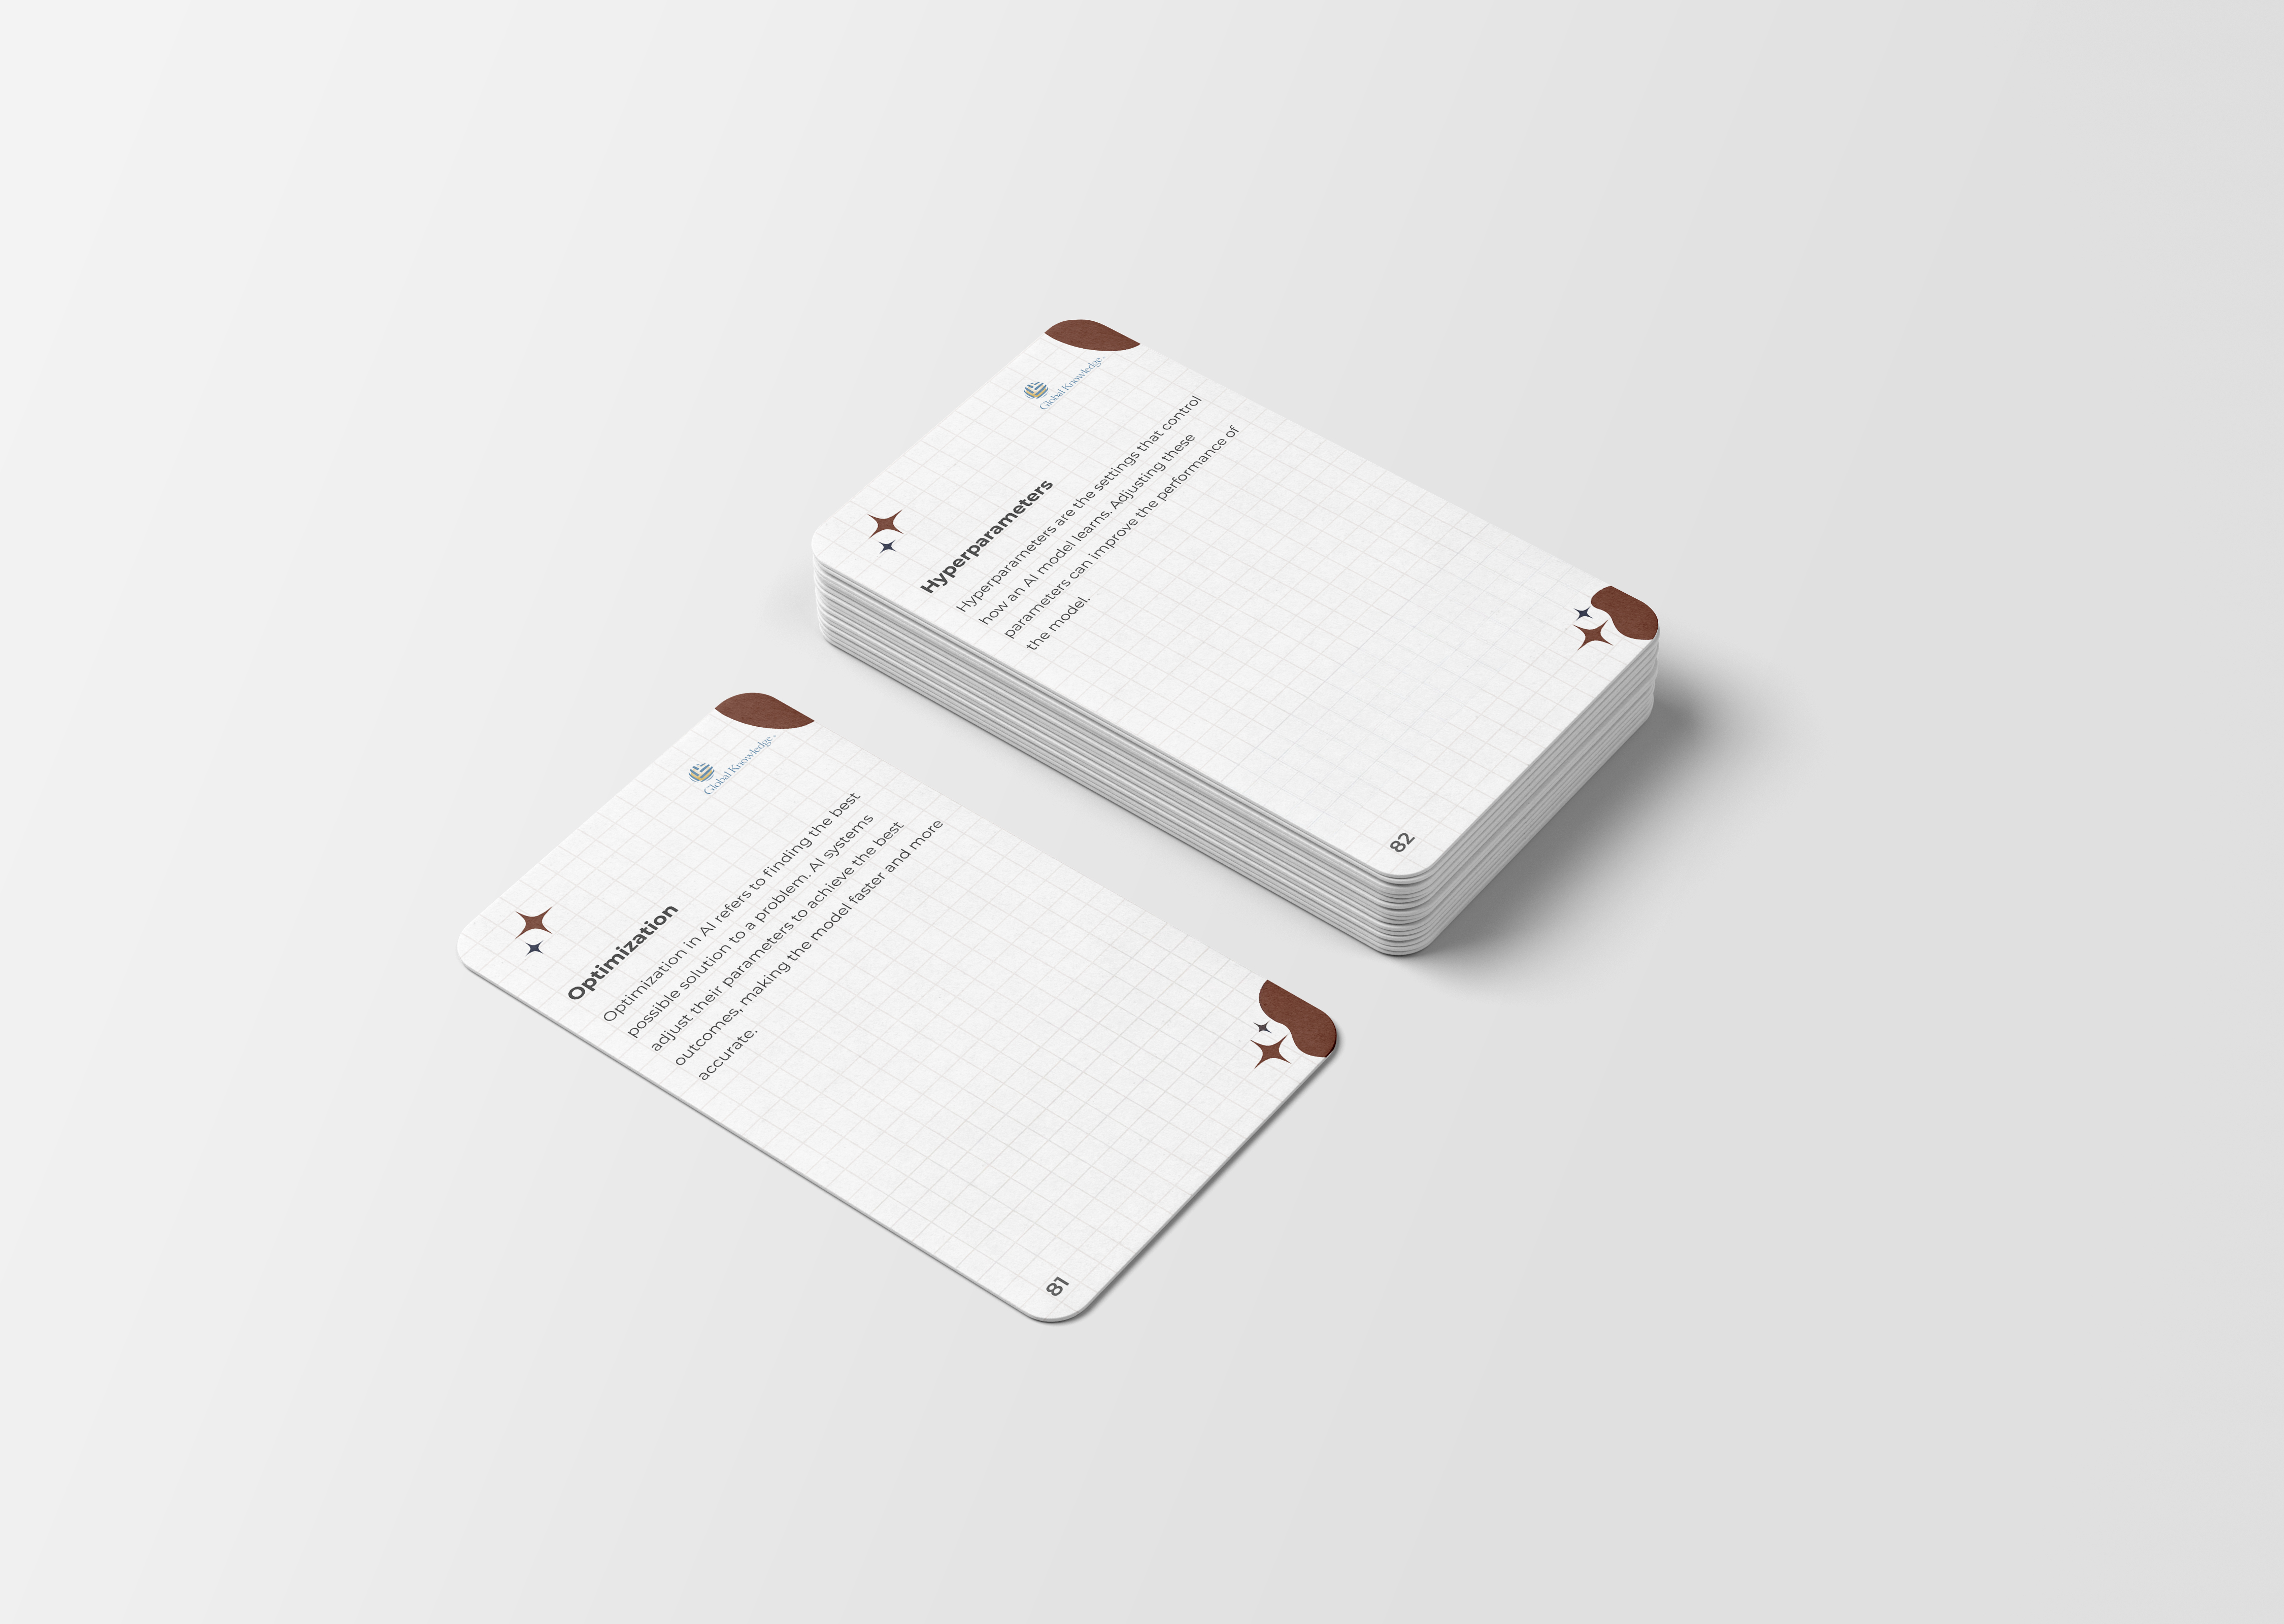 Global Knowledge.
Hyperparameters
Hyperparameters are the settings that control
how an AI model learns. Adjusting these
parameters can improve the performance of
the model.
82
Global Knowledge.
Optimization
Optimization in AI refers to finding the best
possible solution to a problem. AI systems
adjust their parameters to achieve the best
outcomes, making the model faster and more
accurate.
81